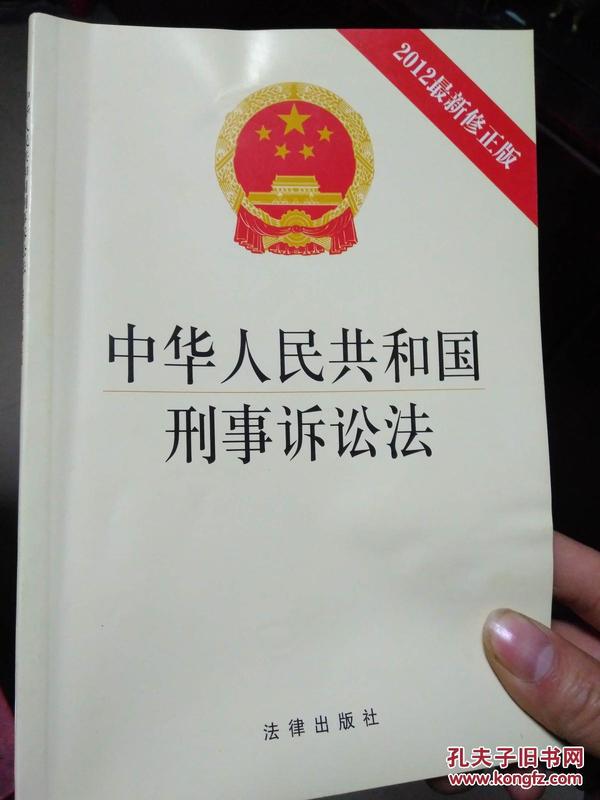 2012最新修正版
中华人民共和国
刑事诉讼法
法律出版社
孔夫子旧书网
www.kongfz.com